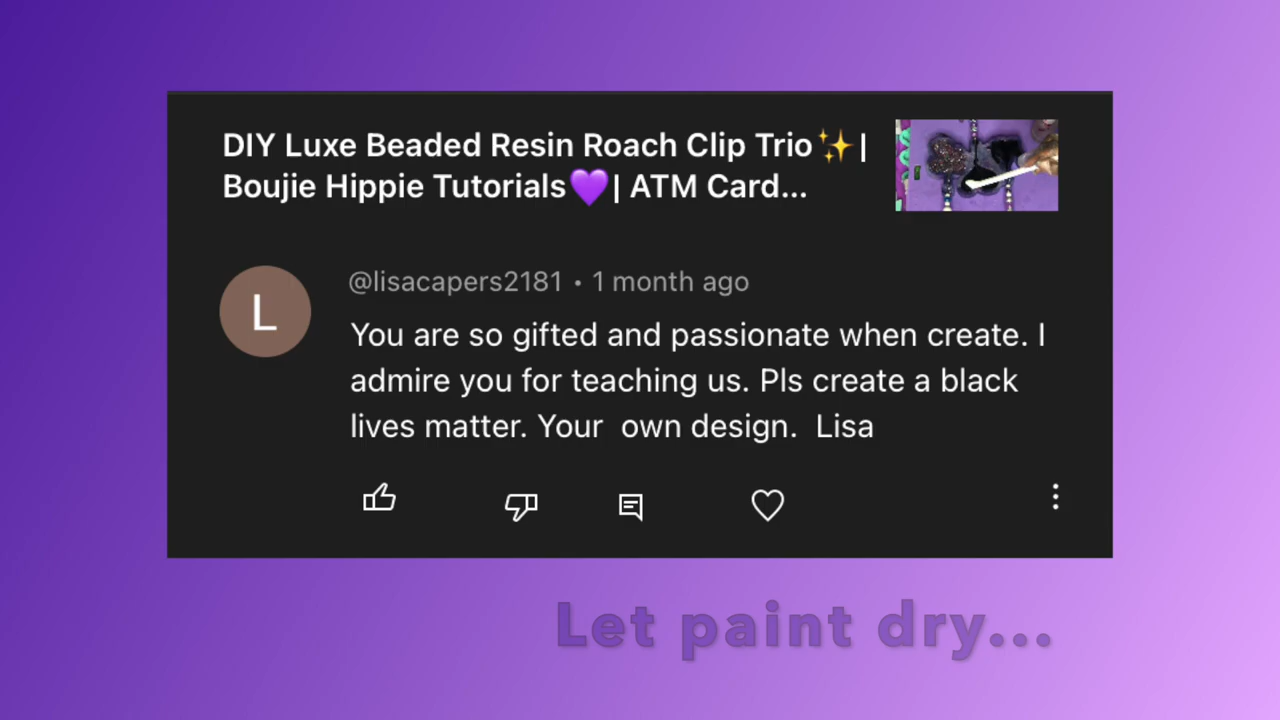 DIY Luxe Beaded Resin Roach Clip Trio✨|
Boujie Hippie Tutorials💜| ATM Card...
@lisacapers2181 • 1 month ago
L
You are so gifted and passionate when create. I
admire you for teaching us. Pls create a black
lives matter. Your  own design.  Lisa
Let paint dry...